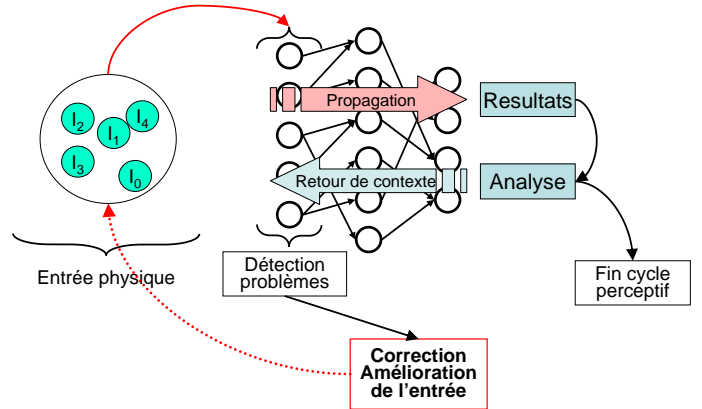 I2
I4
I1
I3
I0
Entrée physique
Propagation
Retour de contexte
Resultats
Analyse
Détection
problèmes
Fin cycle
perceptif
Correction
Amélioration
de l'entrée